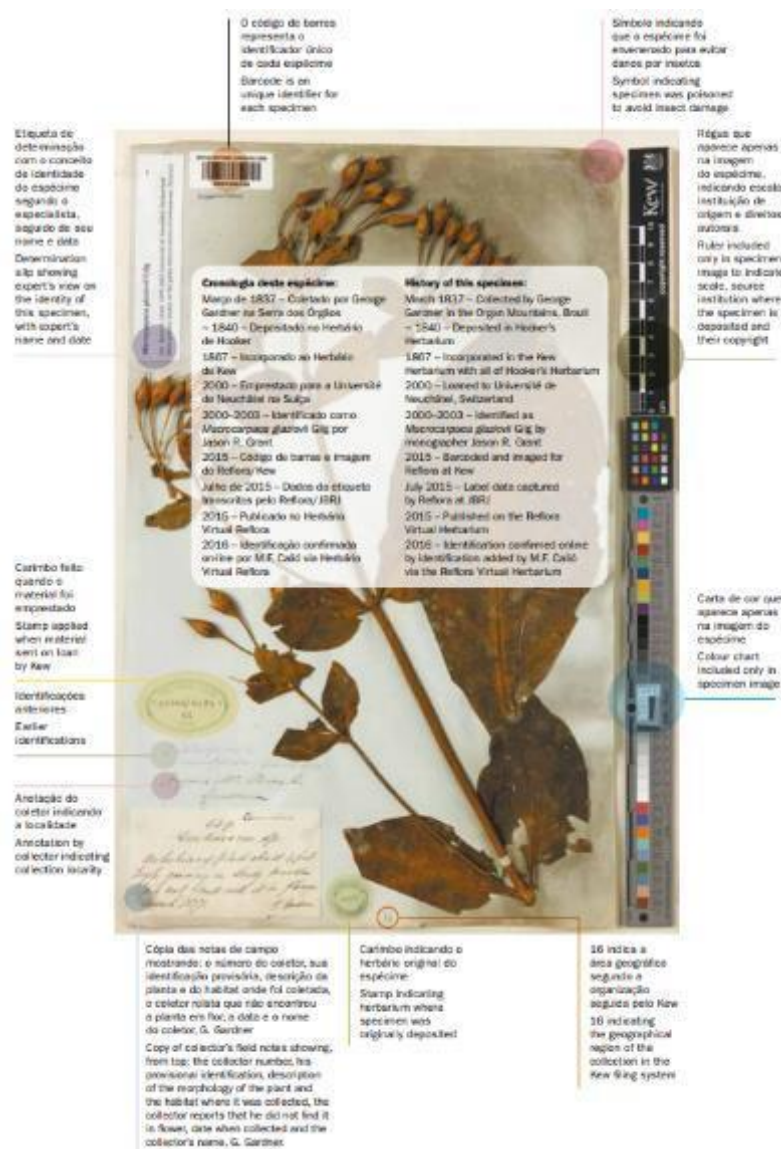 O código de barras
representa o
identificador único
de cada espécime
Barcode is an
unique identifier for
each specimen
Símbolo indicando
que o espécime foi
envenenado para evitar
danos por insetos
Symbol indicating
specimen was poisoned
to avoid insect damage
Etiqueta de
determinação
com o conceito
de identidade
do espécime
segundo o
especialista,
seguido de seu
nome e data
Determination
slip showing
expert's view on
the identity of
this specimen,
with expert's
name and date
Régua que
aparece apenas
na imagem
do espécime,
indicando escala,
instituição de
origem e direitos
autorais
Ruler included
only in specimen
image to indicate
scale, source
institution where
the specimen is
deposited and
their copyright
Kew
copyright reserved
Cronologia deste espécime:
Março de 1837 – Coletado por George
Gardner na Serra dos Órgãos
~ 1840 – Depositado no Herbário
de Hooker
1867 – Incorporado ao Herbário
de Kew
2000 – Emprestado para a Université
de Neuchâtel na Suíça
2000–2003 – Identificado como
Macrocarpaea glaziovii Gilg por
Jason R. Grant
2015 – Código de barras e imagem
do Reflora/Kew
Julho de 2015 – Dados da etiqueta
transcritos pelo Reflora/JBRJ
2015 – Publicado no Herbário
Virtual Reflora
2016 – Identificação confirmada
online por M.F. Calió via Herbário
Virtual Reflora
History of this specimen:
March 1837 – Collected by George
Gardner in the Organ Mountains, Brazil
~ 1840 – Deposited in Hooker's
Herbarium
1867 – Incorporated in the Kew
Herbarium with all of Hooker's Herbarium
2000 – Loaned to Université de
Neuchâtel, Switzerland
2000–2003 – Identified as
Macrocarpaea glaziovii Gilg by
monographer Jason R. Grant
2015 – Barcoded and imaged for
Reflora at Kew
July 2015 – Label data captured
by Reflora at JBRJ
2015 – Published on the Reflora
Virtual Herbarium
2016 – Identification confirmed online
by identification added by M.F. Calió
via the Reflora Virtual Herbarium
Carimbo feito
quando o
material foi
emprestado
Stamp applied
when material
sent on loan
by Kew
Identificações
anteriores
Earlier
identifications
Anotação do
coletor indicando
a localidade
Annotation by
collector indicating
collection locality
Carta de cor que
aparece apenas
na imagem do
espécime
Colour chart
included only in
specimen image
Cópia das notas de campo
mostrando: o número do coletor, sua
identificação provisória, descrição da
planta e do habitat onde foi coletada,
o coletor relata que não encontrou
a planta em flor, a data e o nome
do coletor, G. Gardner
Copy of collector's field notes showing,
from top: the collector number, his
provisional identification, description
of the morphology of the plant and
the habitat where it was collected, the
collector reports that he did not find it
in flower, date when collected and the
collector's name, G. Gardner.
Carimbo indicando o
herbário original do
espécime
Stamp indicating
herbarium where
specimen was
originally deposited
16 indica a
área geográfica
segundo a
organização
seguida pelo Kew
16 indicating
the geographical
region of the
collection in the
Kew filing system